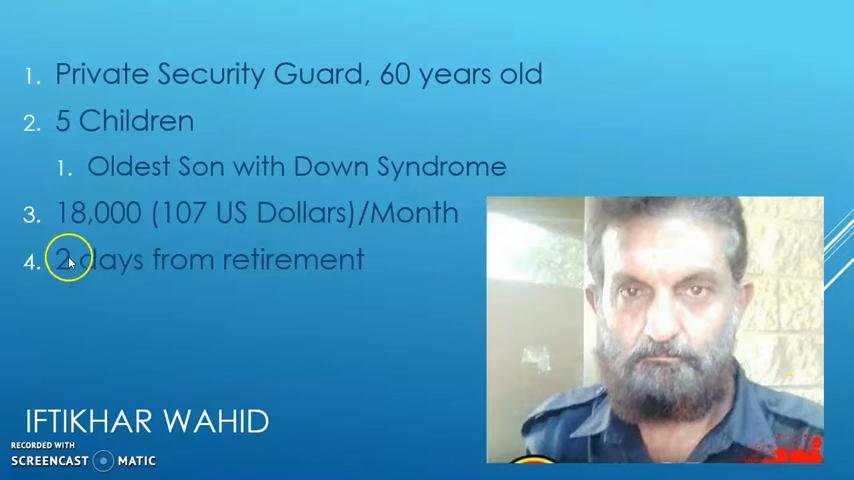 1. Private Security Guard, 60 years old
2. 5 Children
1. Oldest Son with Down Syndrome
3. 18,000 (107 US Dollars)/Month
4. 2 days from retirement
IFTIKHAR WAHID
RECORDED WITH
SCREENCAST MATIC